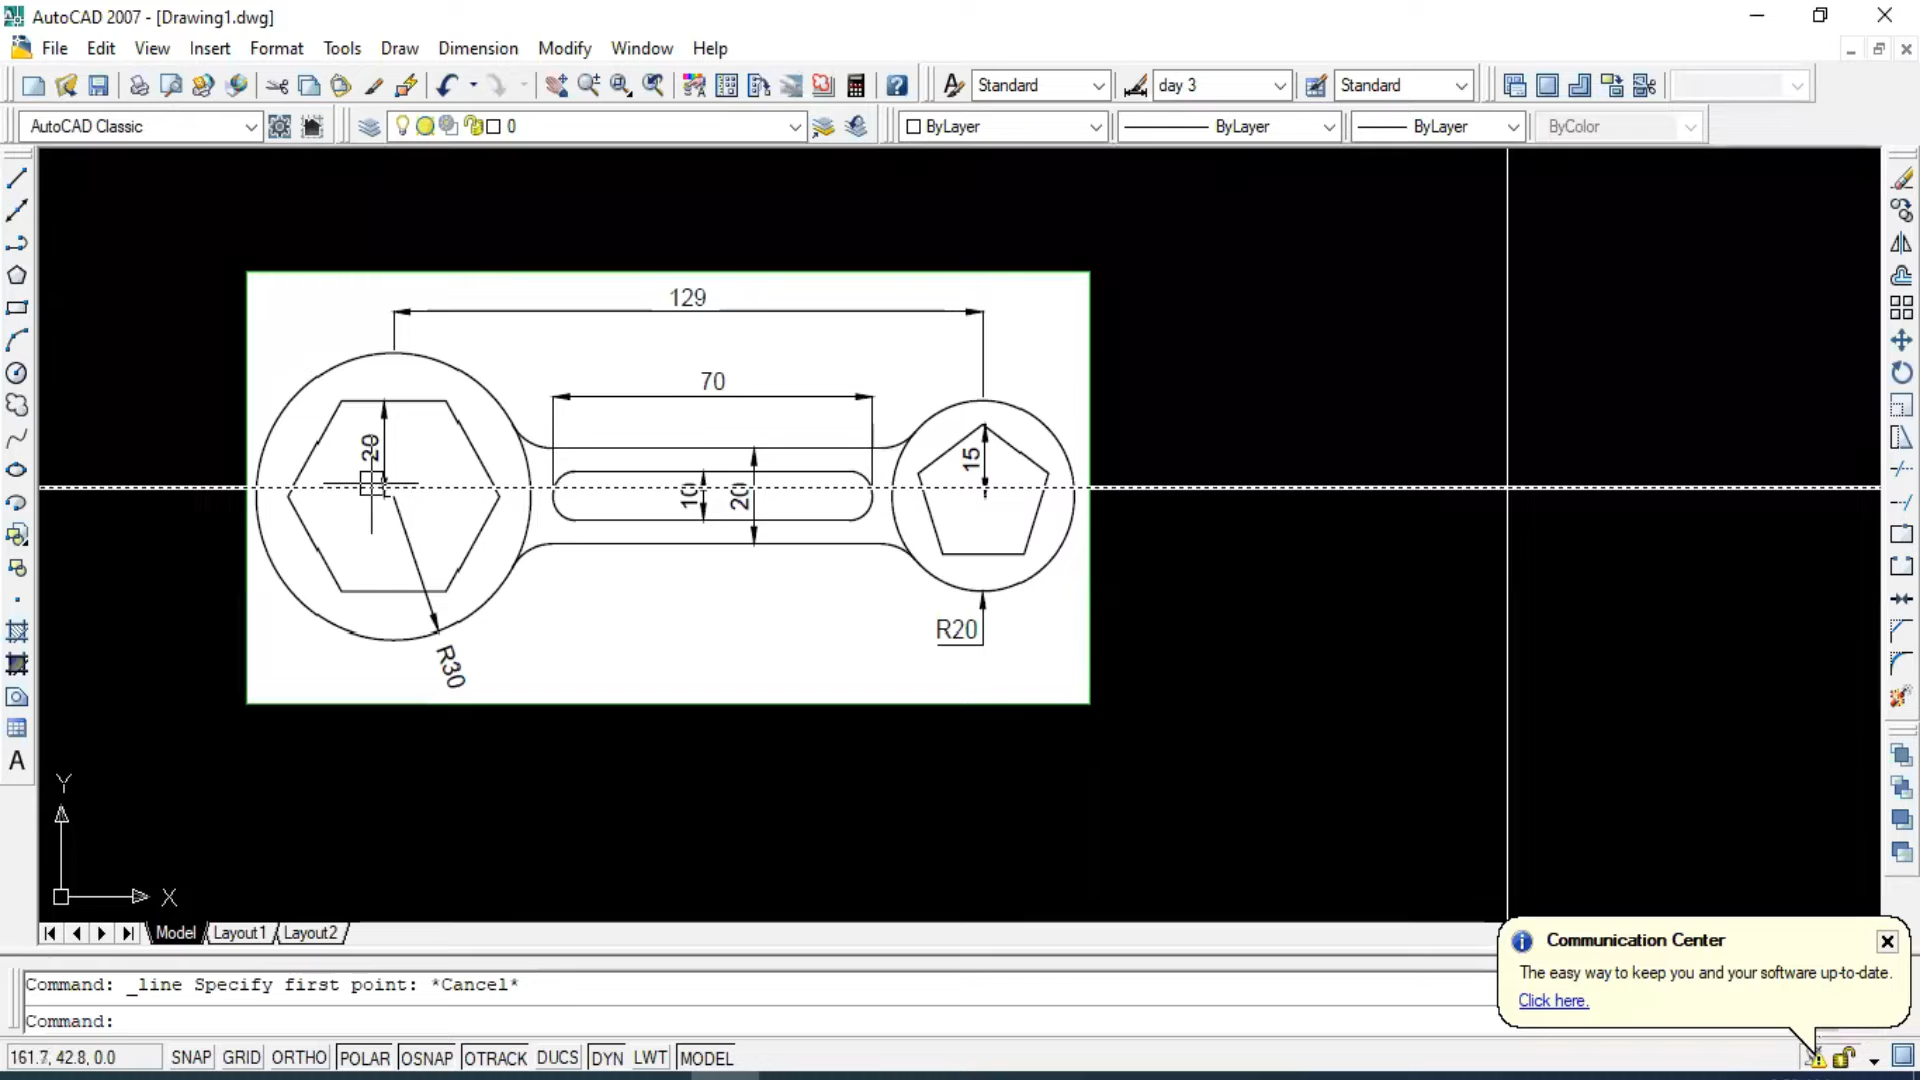 AutoCAD 2007 - [Drawing1.dwg]
File Edit View Insert Format Tools Draw Dimension Modify Window Help
Standard day 3 Standard
AutoCAD Classic 0 ByLayer ByLayer ByLayer ByColor
129
70
20
15
10
20
R20
R30
A
Y
X
Model Layout1 Layout2
Communication Center
The easy way to keep you and your software up-to-date.
Click here.
Command: _line Specify first point: *Cancel*
Command:
161.7, 42.8, 0.0 SNAP GRID ORTHO POLAR OSNAP OTRACK DUCS DYN LWT MODEL